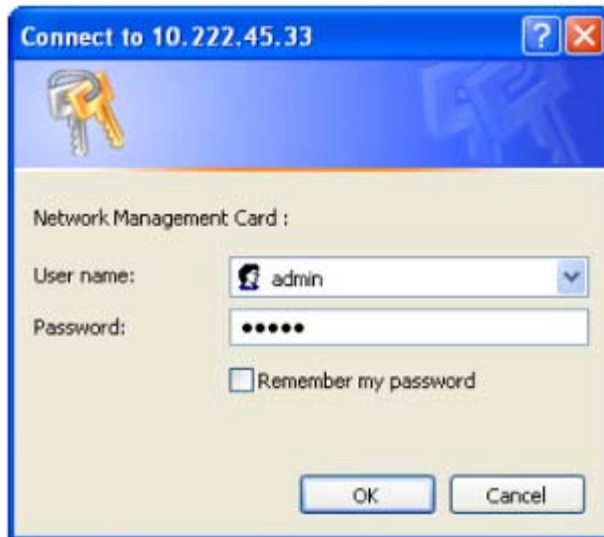 Connect to 10.222.45.33
Network Management Card :
User name:
admin
Password:
●●●●●
Remember my password
OK
Cancel